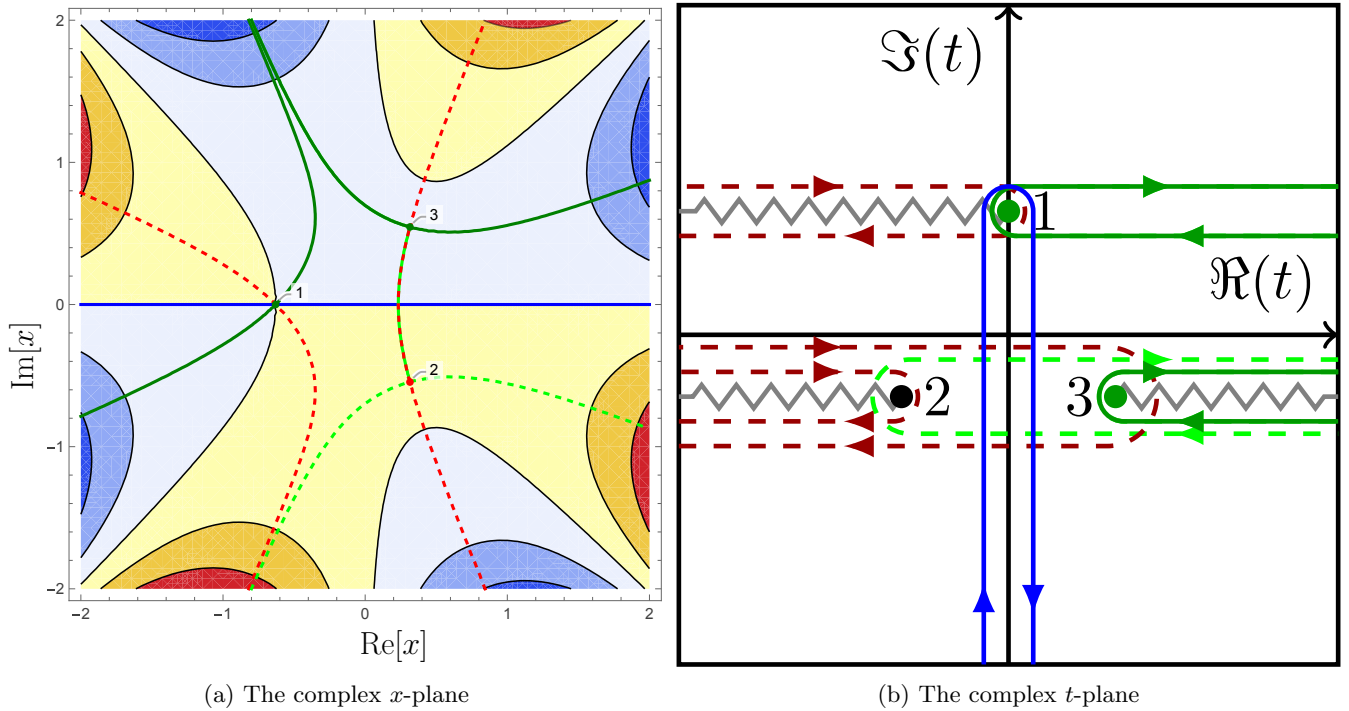 2
1
0
−1
−2
Im[x]
1
3
2
−2
−1
0
1
2
Re[x]
(a) The complex x-plane
ℑ(t)
1
ℜ(t)
2
3
(b) The complex t-plane